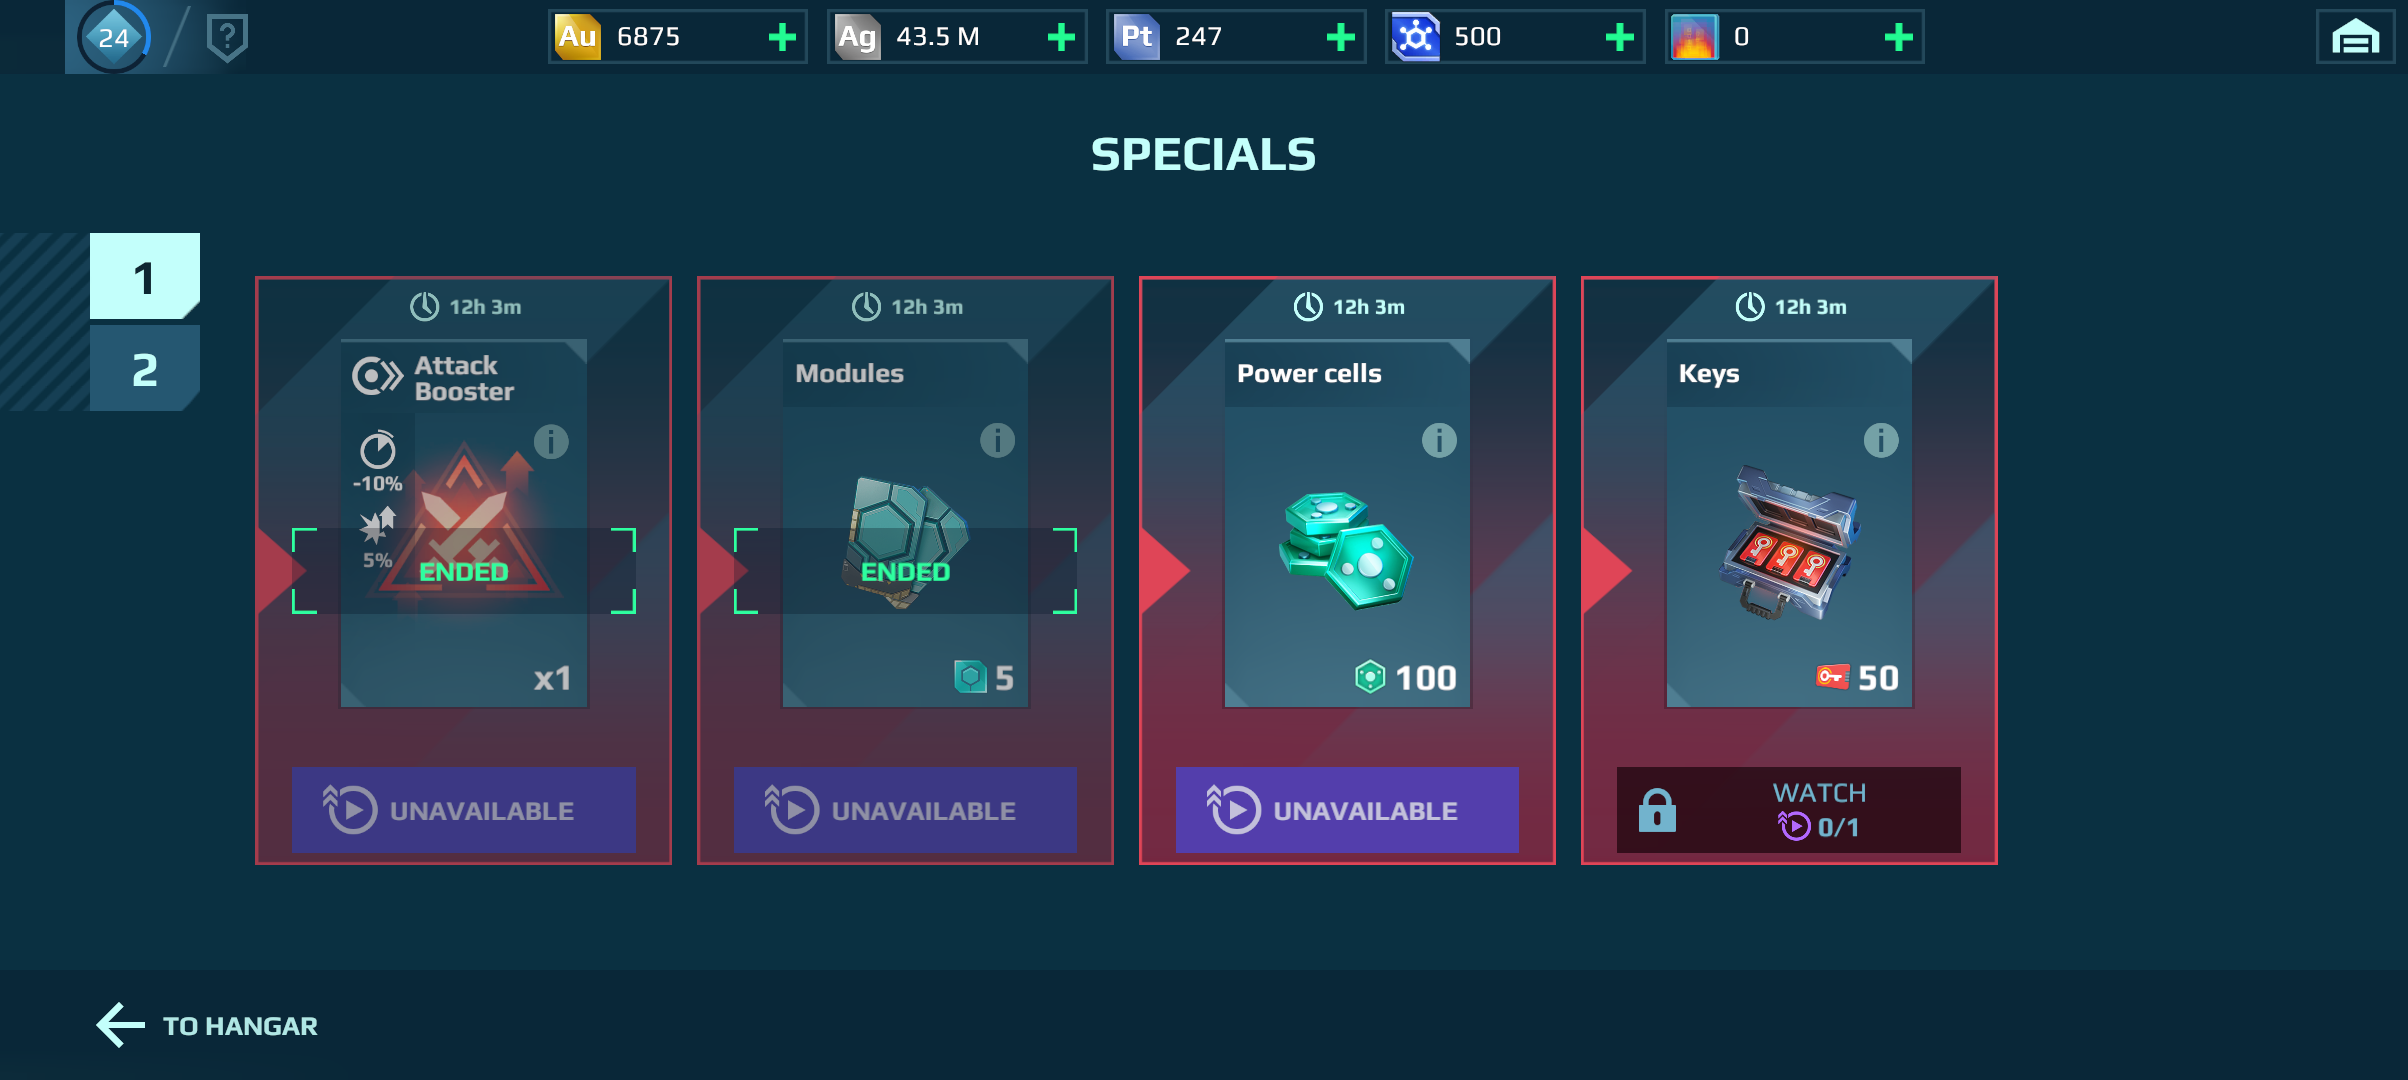 24
?
Au 6875
Ag 43.5 M
Pt 247
500
0
SPECIALS
1
2
12h 3m
Attack
Booster
-10%
5%
ENDED
x1
UNAVAILABLE
12h 3m
Modules
ENDED
5
UNAVAILABLE
12h 3m
Power cells
100
UNAVAILABLE
12h 3m
Keys
50
WATCH
0/1
TO HANGAR